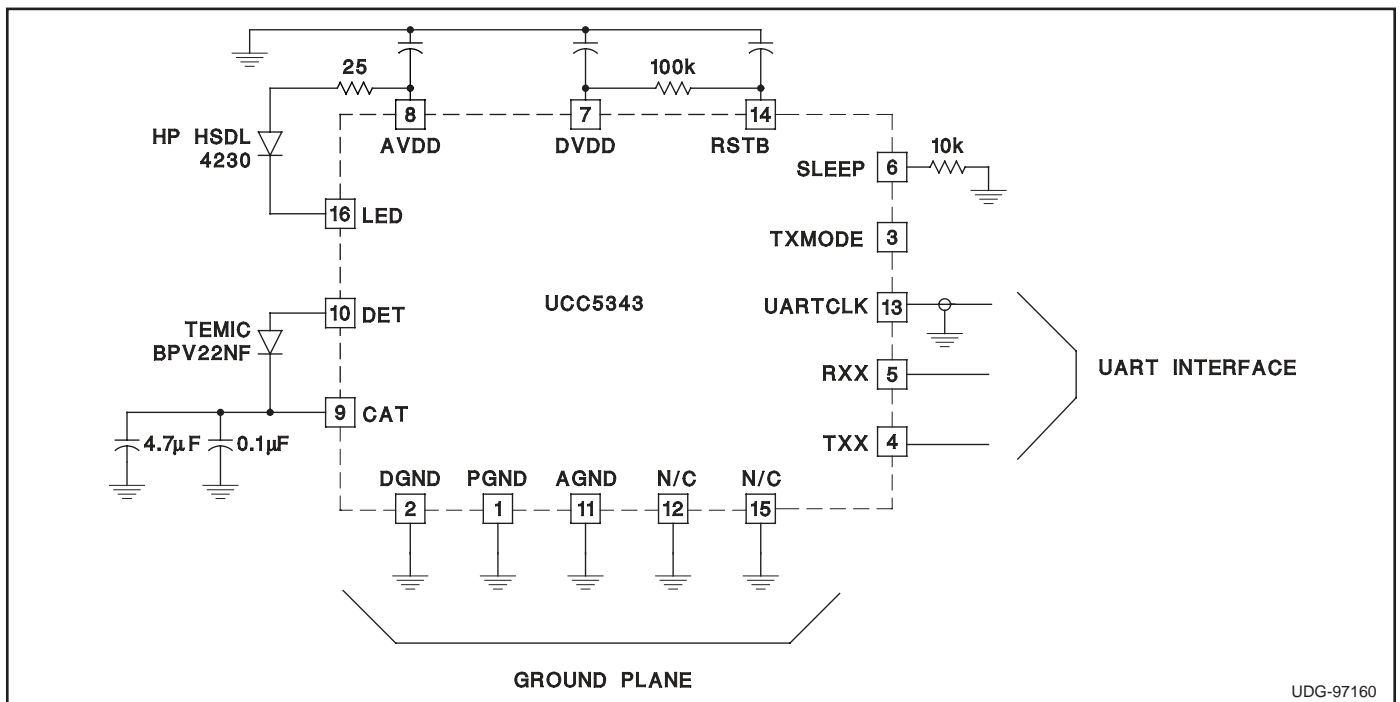 25
100k
8
7
14
HP HSDL
4230
AVDD
DVDD
RSTB
10k
SLEEP
6
16
LED
TXMODE
3
UCC5343
10
DET
UARTCLK
13
TEMIC
BPV22NF
RXX
5
UART INTERFACE
9
CAT
4.7µF
0.1µF
TXX
4
DGND
PGND
AGND
N/C
N/C
2
1
11
12
15
GROUND PLANE
UDG-97160